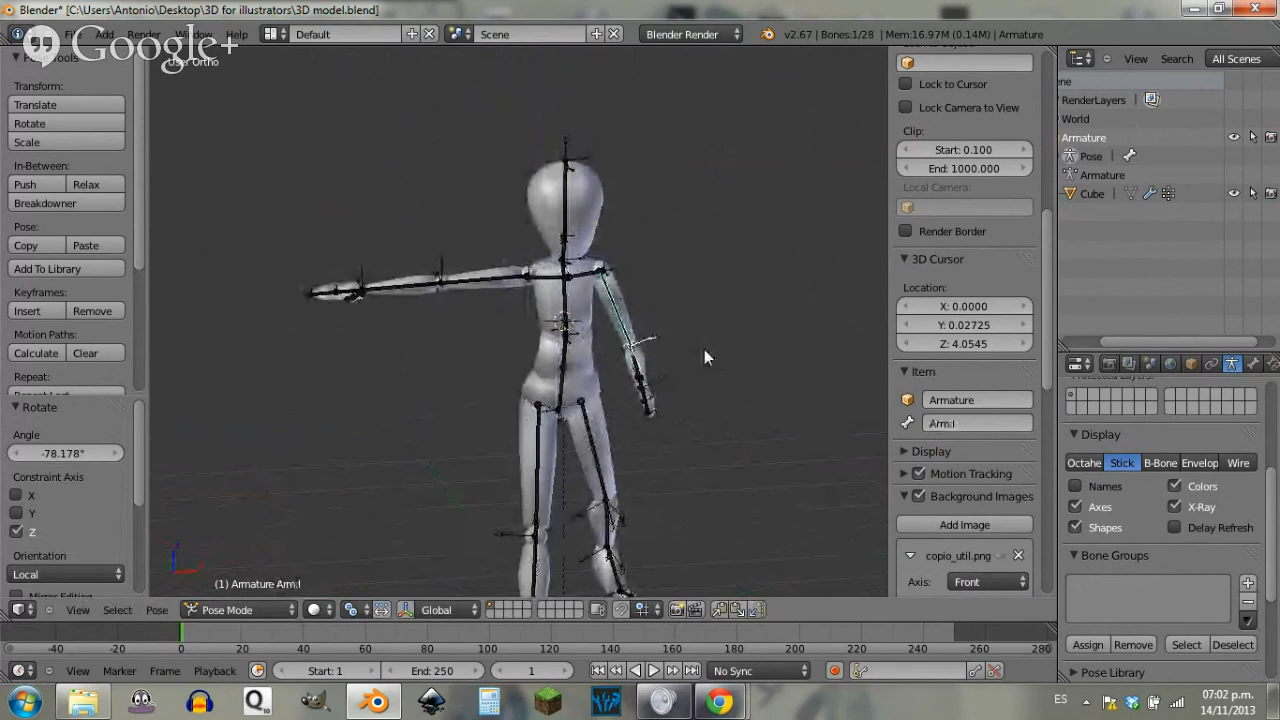 Blender* [C:\Users\Antonio\Desktop\3D for illustrators\3D model.blend]
File Add Render Window Help Default Scene Blender Render v2.67 | Bones:1/28 | Mem:16.97M (0.14M) | Armature
Google+
Pose Tools
User Ortho
Transform:
Translate
Rotate
Scale
In-Between:
Push Relax
Breakdowner
Pose:
Copy Paste
Add To Library
Keyframes:
Insert Remove
Motion Paths:
Calculate Clear
Repeat:
Rotate
Angle
-78.178°
Constraint Axis
X
Y
Z
Orientation
Local
(1) Armature Arm.l
View Select Pose Pose Mode Global
Lock to Cursor
Lock Camera to View
Clip:
Start: 0.100
End: 1000.000
Local Camera:
Render Border
3D Cursor
Location:
X: 0.0000
Y: 0.02725
Z: 4.0545
Item
Armature
Arm.l
Display
Motion Tracking
Background Images
Add Image
copio_util.png
Axis: Front
View Search All Scenes
ne
RenderLayers
World
Armature
Pose
Armature
Cube
Display
Octahe Stick B-Bone Envelop Wire
Names Colors
Axes X-Ray
Shapes Delay Refresh
Bone Groups
Assign Remove Select Deselect
Pose Library
-40 -20 0 20 40 60 80 100 120 140 160 180 200 220 240 260 280
View Marker Frame Playback Start: 1 End: 250 1 No Sync
ES
07:02 p.m.
14/11/2013